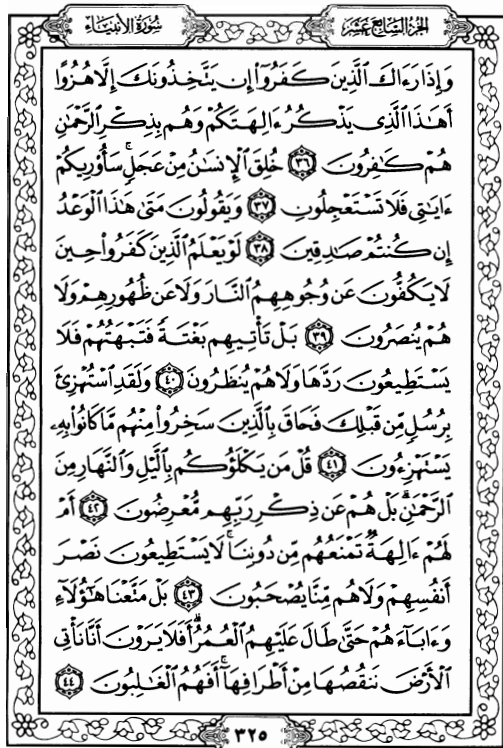 سورة الأنبياء
الجزء السابع عشر
وَإِذَا رَءَاكَ ٱلَّذِينَ كَفَرُوٓا۟ إِن يَتَّخِذُونَكَ إِلَّا هُزُوًا
أَهَٰذَا ٱلَّذِى يَذْكُرُ ءَالِهَتَكُمْ وَهُم بِذِكْرِ ٱلرَّحْمَٰنِ
هُمْ كَٰفِرُونَ ٣٦ خُلِقَ ٱلْإِنسَٰنُ مِنْ عَجَلٍ ۚ سَأُو۟رِيكُمْ
ءَايَٰتِى فَلَا تَسْتَعْجِلُونِ ٣٧ وَيَقُولُونَ مَتَىٰ هَٰذَا ٱلْوَعْدُ
إِن كُنتُمْ صَٰدِقِينَ ٣٨ لَوْ يَعْلَمُ ٱلَّذِينَ كَفَرُوا۟ حِينَ
لَا يَكُفُّونَ عَن وُجُوهِهِمُ ٱلنَّارَ وَلَا عَن ظُهُورِهِمْ وَلَا
هُمْ يُنصَرُونَ ٣٩ بَلْ تَأْتِيهِم بَغْتَةً فَتَبْهَتُهُمْ فَلَا
يَسْتَطِيعُونَ رَدَّهَا وَلَا هُمْ يُنظَرُونَ ٤٠ وَلَقَدِ ٱسْتُهْزِئَ
بِرُسُلٍ مِّن قَبْلِكَ فَحَاقَ بِٱلَّذِينَ سَخِرُوا۟ مِنْهُم مَّا كَانُوا۟ بِهِۦ
يَسْتَهْزِءُونَ ٤١ قُلْ مَن يَكْلَؤُكُم بِٱلَّيْلِ وَٱلنَّهَارِ مِنَ
ٱلرَّحْمَٰنِ ۗ بَلْ هُمْ عَن ذِكْرِ رَبِّهِم مُّعْرِضُونَ ٤٢ أَمْ
لَهُمْ ءَالِهَةٌ تَمْنَعُهُم مِّن دُونِنَا ۚ لَا يَسْتَطِيعُونَ نَصْرَ
أَنفُسِهِمْ وَلَا هُم مِّنَّا يُصْحَبُونَ ٤٣ بَلْ مَتَّعْنَا هَٰٓؤُلَآءِ
وَءَابَآءَهُمْ حَتَّىٰ طَالَ عَلَيْهِمُ ٱلْعُمُرُ ۗ أَفَلَا يَرَوْنَ أَنَّا نَأْتِى
ٱلْأَرْضَ نَنقُصُهَا مِنْ أَطْرَافِهَآ ۚ أَفَهُمُ ٱلْغَٰلِبُونَ ٤٤
٣٢٥